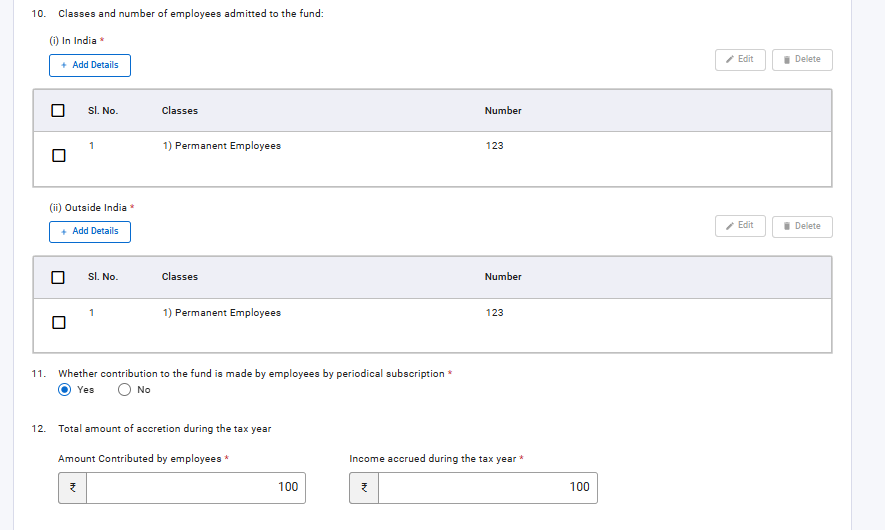 10. Classes and number of employees admitted to the fund:
(i) In India *
+ Add Details
Edit Delete
Sl. No. Classes Number
1 1) Permanent Employees 123
(ii) Outside India *
+ Add Details
Edit Delete
Sl. No. Classes Number
1 1) Permanent Employees 123
11. Whether contribution to the fund is made by employees by periodical subscription *
Yes No
12. Total amount of accretion during the tax year
Amount Contributed by employees * Income accrued during the tax year *
₹ 100 ₹ 100